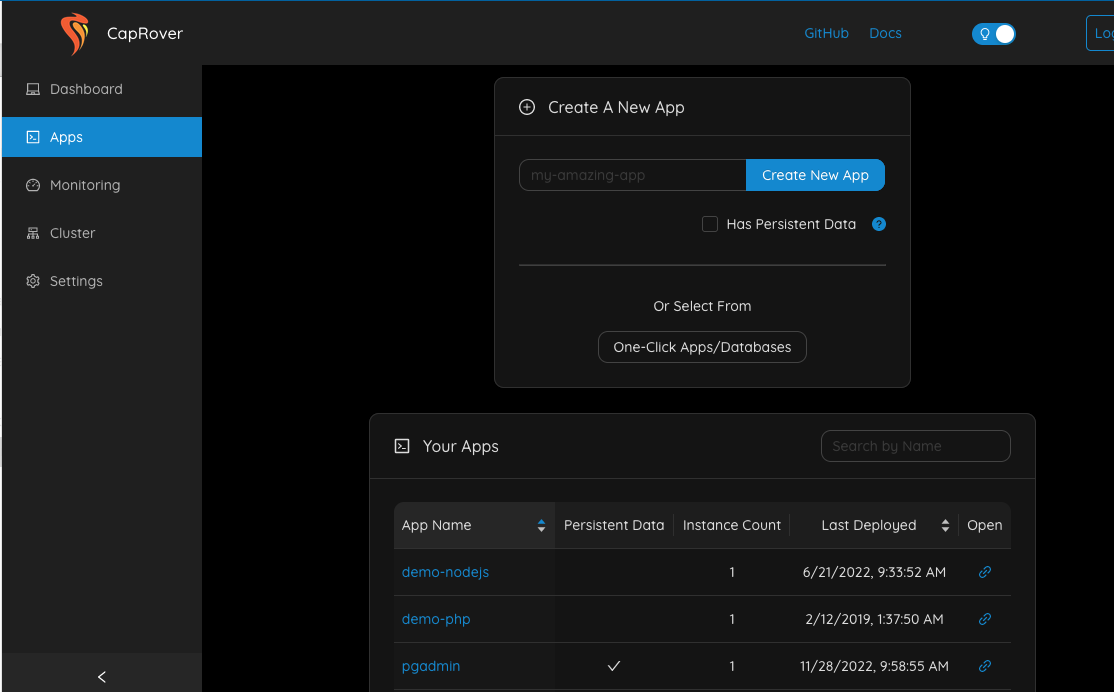 CapRover
GitHub Docs
Dashboard
Apps
Monitoring
Cluster
Settings
Create A New App
my-amazing-app Create New App
Has Persistent Data ?
Or Select From
One-Click Apps/Databases
Your Apps Search by Name
App Name Persistent Data Instance Count Last Deployed Open
demo-nodejs 1 6/21/2022, 9:33:52 AM
demo-php 1 2/12/2019, 1:37:50 AM
pgadmin 1 11/28/2022, 9:58:55 AM